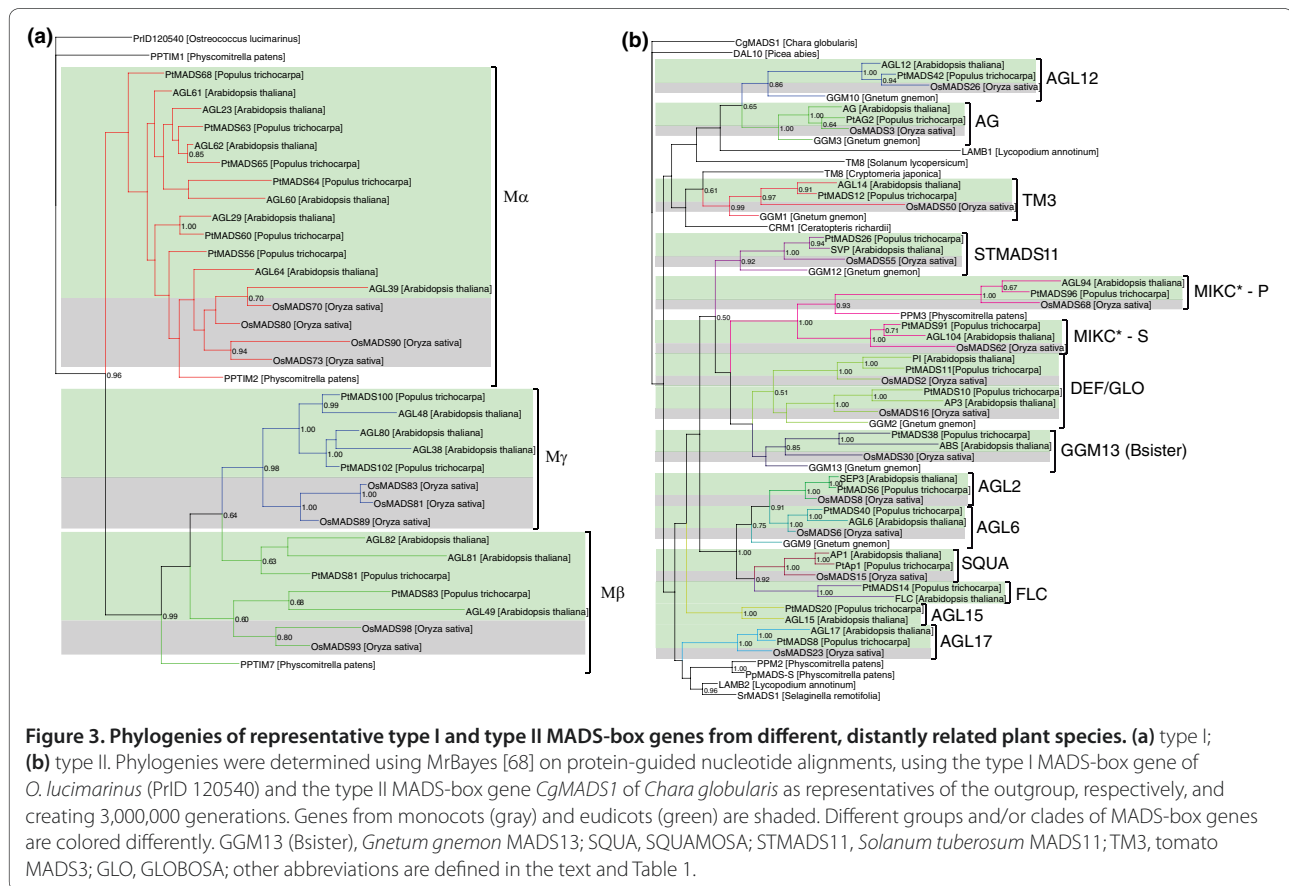 (a)
PrID120540 [Ostreococcus lucimarinus]
PPTIM1 [Physcomitrella patens]
PtMADS68 [Populus trichocarpa]
AGL61 [Arabidopsis thaliana]
AGL23 [Arabidopsis thaliana]
PtMADS63 [Populus trichocarpa]
AGL62 [Arabidopsis thaliana]
0.85
PtMADS65 [Populus trichocarpa]
PtMADS64 [Populus trichocarpa]
AGL60 [Arabidopsis thaliana]
Mα
AGL29 [Arabidopsis thaliana]
1.00
PtMADS60 [Populus trichocarpa]
PtMADS56 [Populus trichocarpa]
AGL64 [Arabidopsis thaliana]
AGL39 [Arabidopsis thaliana]
0.70
OsMADS70 [Oryza sativa]
OsMADS80 [Oryza sativa]
OsMADS90 [Oryza sativa]
0.94
OsMADS73 [Oryza sativa]
0.96
PPTIM2 [Physcomitrella patens]
PtMADS100 [Populus trichocarpa]
0.99
AGL48 [Arabidopsis thaliana]
1.00
AGL80 [Arabidopsis thaliana]
AGL38 [Arabidopsis thaliana]
1.00
PtMADS102 [Populus trichocarpa]
0.98
Mγ
OsMADS83 [Oryza sativa]
1.00
OsMADS81 [Oryza sativa]
1.00
OsMADS89 [Oryza sativa]
0.64
AGL82 [Arabidopsis thaliana]
AGL81 [Arabidopsis thaliana]
0.63
PtMADS81 [Populus trichocarpa]
PtMADS83 [Populus trichocarpa]
0.68
AGL49 [Arabidopsis thaliana]
Mβ
0.60
OsMADS98 [Oryza sativa]
0.80
OsMADS93 [Oryza sativa]
0.99
PPTIM7 [Physcomitrella patens]
(b)
CgMADS1 [Chara globularis]
DAL10 [Picea abies]
AGL12 [Arabidopsis thaliana]
1.00
PtMADS42 [Populus trichocarpa]
0.94
OsMADS26 [Oryza sativa]
0.86
AGL12
GGM10 [Gnetum gnemon]
0.65
AG [Arabidopsis thaliana]
1.00
PtAG2 [Populus trichocarpa]
0.64
OsMADS3 [Oryza sativa]
1.00
AG
GGM3 [Gnetum gnemon]
LAMB1 [Lycopodium annotinum]
TM8 [Solanum lycopersicum]
TM8 [Cryptomeria japonica]
0.61
AGL14 [Arabidopsis thaliana]
0.91
PtMADS12 [Populus trichocarpa]
0.97
OsMADS50 [Oryza sativa]
0.99
TM3
GGM1 [Gnetum gnemon]
CRM1 [Ceratopteris richardii]
PtMADS26 [Populus trichocarpa]
0.94
SVP [Arabidopsis thaliana]
1.00
OsMADS55 [Oryza sativa]
0.92
STMADS11
GGM12 [Gnetum gnemon]
AGL94 [Arabidopsis thaliana]
0.67
PtMADS96 [Populus trichocarpa]
1.00
OsMADS68 [Oryza sativa]
0.93
MIKC* - P
PPM3 [Physcomitrella patens]
0.50
1.00
PtMADS91 [Populus trichocarpa]
0.71
AGL104 [Arabidopsis thaliana]
1.00
OsMADS62 [Oryza sativa]
MIKC* - S
PI [Arabidopsis thaliana]
1.00
PtMADS11[Populus trichocarpa]
1.00
OsMADS2 [Oryza sativa]
DEF/GLO
0.51
PtMADS10 [Populus trichocarpa]
1.00
AP3 [Arabidopsis thaliana]
1.00
OsMADS16 [Oryza sativa]
GGM2 [Gnetum gnemon]
PtMADS38 [Populus trichocarpa]
1.00
ABS [Arabidopsis thaliana]
0.85
OsMADS30 [Oryza sativa]
GGM13 (Bsister)
GGM13 [Gnetum gnemon]
SEP3 [Arabidopsis thaliana]
1.00
PtMADS6 [Populus trichocarpa]
1.00
OsMADS8 [Oryza sativa]
AGL2
0.91
PtMADS40 [Populus trichocarpa]
1.00
AGL6 [Arabidopsis thaliana]
1.00
OsMADS6 [Oryza sativa]
0.75
AGL6
GGM9 [Gnetum gnemon]
1.00
AP1 [Arabidopsis thaliana]
1.00
PtAp1 [Populus trichocarpa]
1.00
OsMADS15 [Oryza sativa]
SQUA
0.92
PtMADS14 [Populus trichocarpa]
1.00
FLC [Arabidopsis thaliana]
FLC
PtMADS20 [Populus trichocarpa]
1.00
AGL15 [Arabidopsis thaliana]
AGL15
AGL17 [Arabidopsis thaliana]
1.00
PtMADS8 [Populus trichocarpa]
1.00
OsMADS23 [Oryza sativa]
AGL17
PPM2 [Physcomitrella patens]
1.00
PpMADS-S [Physcomitrella patens]
LAMB2 [Lycopodium annotinum]
0.96
SrMADS1 [Selaginella remotifolia]
Figure 3. Phylogenies of representative type I and type II MADS-box genes from different, distantly related plant species. (a) type I;
(b) type II. Phylogenies were determined using MrBayes [68] on protein-guided nucleotide alignments, using the type I MADS-box gene of
O. lucimarinus (PrID 120540) and the type II MADS-box gene CgMADS1 of Chara globularis as representatives of the outgroup, respectively, and
creating 3,000,000 generations. Genes from monocots (gray) and eudicots (green) are shaded. Different groups and/or clades of MADS-box genes
are colored differently. GGM13 (Bsister), Gnetum gnemon MADS13; SQUA, SQUAMOSA; STMADS11, Solanum tuberosum MADS11; TM3, tomato
MADS3; GLO, GLOBOSA; other abbreviations are defined in the text and Table 1.